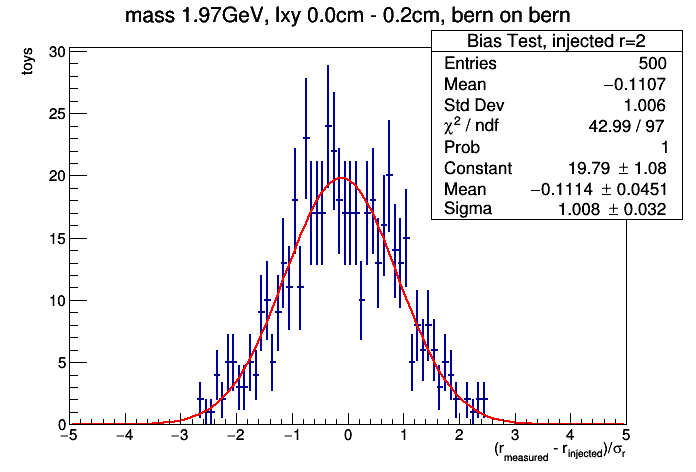 mass 1.97GeV, lxy 0.0cm - 0.2cm, bern on bern
Bias Test, injected r=2
Entries 500
Mean −0.1107
Std Dev 1.006
χ² / ndf 42.99 / 97
Prob 1
Constant 19.79 ± 1.08
Mean −0.1114 ± 0.0451
Sigma 1.008 ± 0.032
toys
30
25
20
15
10
5
0
−5 −4 −3 −2 −1 0 1 2 3 4 5
(r_measured - r_injected)/σ_r